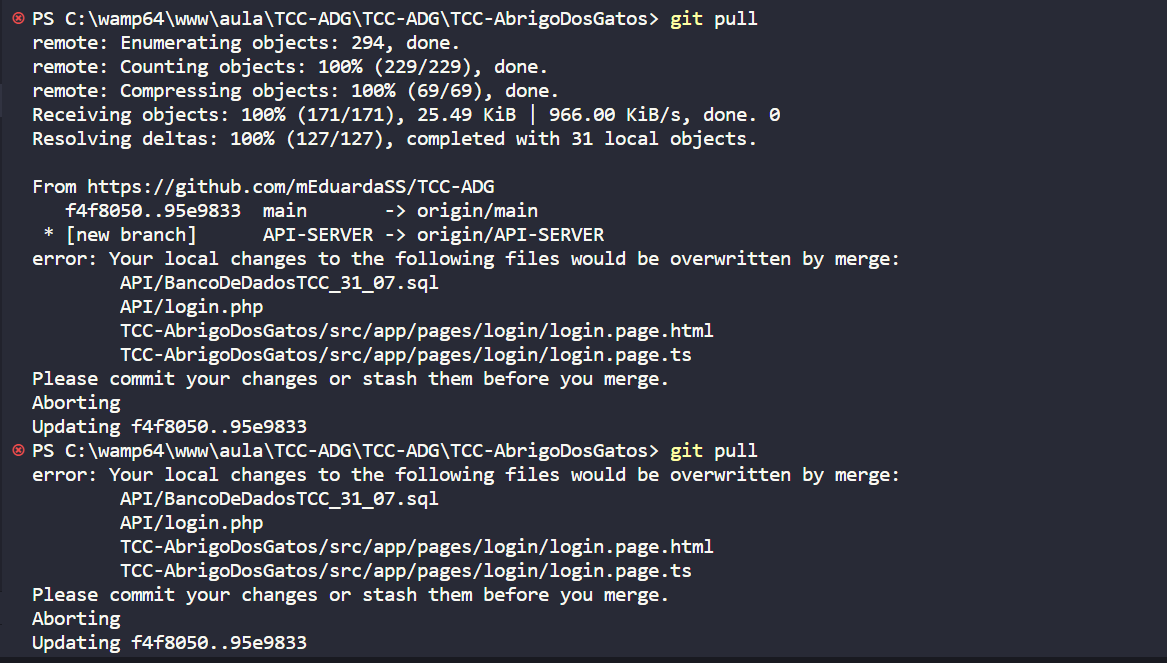 PS C:\wamp64\www\aula\TCC-ADG\TCC-ADG\TCC-AbrigoDosGatos> git pull
remote: Enumerating objects: 294, done.
remote: Counting objects: 100% (229/229), done.
remote: Compressing objects: 100% (69/69), done.
Receiving objects: 100% (171/171), 25.49 KiB | 966.00 KiB/s, done. 0
Resolving deltas: 100% (127/127), completed with 31 local objects.

From https://github.com/mEduardaSS/TCC-ADG
   f4f8050..95e9833  main       -> origin/main
 * [new branch]      API-SERVER -> origin/API-SERVER
error: Your local changes to the following files would be overwritten by merge:
        API/BancoDeDadosTCC_31_07.sql
        API/login.php
        TCC-AbrigoDosGatos/src/app/pages/login/login.page.html
        TCC-AbrigoDosGatos/src/app/pages/login/login.page.ts
Please commit your changes or stash them before you merge.
Aborting
Updating f4f8050..95e9833
PS C:\wamp64\www\aula\TCC-ADG\TCC-ADG\TCC-AbrigoDosGatos> git pull
error: Your local changes to the following files would be overwritten by merge:
        API/BancoDeDadosTCC_31_07.sql
        API/login.php
        TCC-AbrigoDosGatos/src/app/pages/login/login.page.html
        TCC-AbrigoDosGatos/src/app/pages/login/login.page.ts
Please commit your changes or stash them before you merge.
Aborting
Updating f4f8050..95e9833